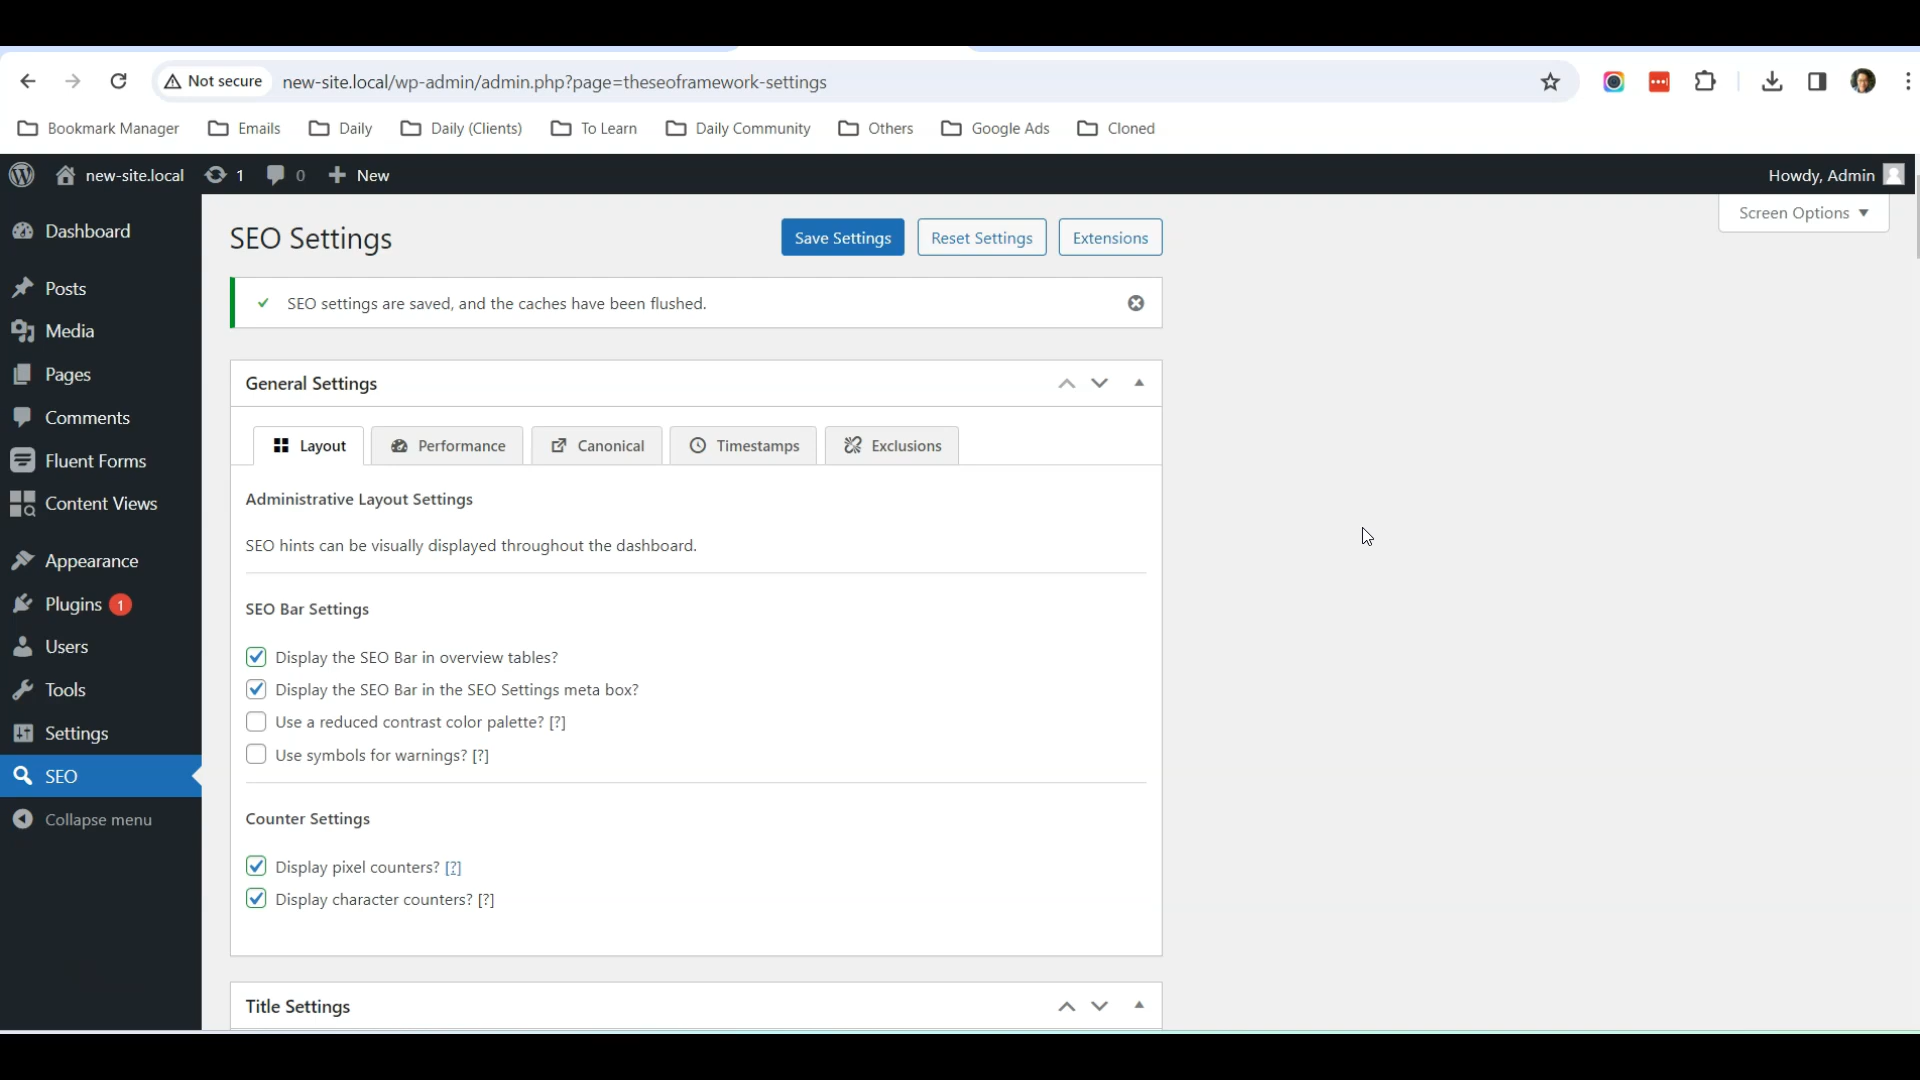 Not secure new-site.local/wp-admin/admin.php?page=theseoframework-settings
Bookmark Manager Emails Daily Daily (Clients) To Learn Daily Community Others Google Ads Cloned
new-site.local 1 0 New Howdy, Admin
Screen Options
Dashboard
Posts
Media
Pages
Comments
Fluent Forms
Content Views
Appearance
Plugins 1
Users
Tools
Settings
SEO
Collapse menu
SEO Settings Save Settings Reset Settings Extensions
SEO settings are saved, and the caches have been flushed.
General Settings
Layout Performance Canonical Timestamps Exclusions
Administrative Layout Settings
SEO hints can be visually displayed throughout the dashboard.
SEO Bar Settings
Display the SEO Bar in overview tables?
Display the SEO Bar in the SEO Settings meta box?
Use a reduced contrast color palette? [?]
Use symbols for warnings? [?]
Counter Settings
Display pixel counters? [?]
Display character counters? [?]
Title Settings